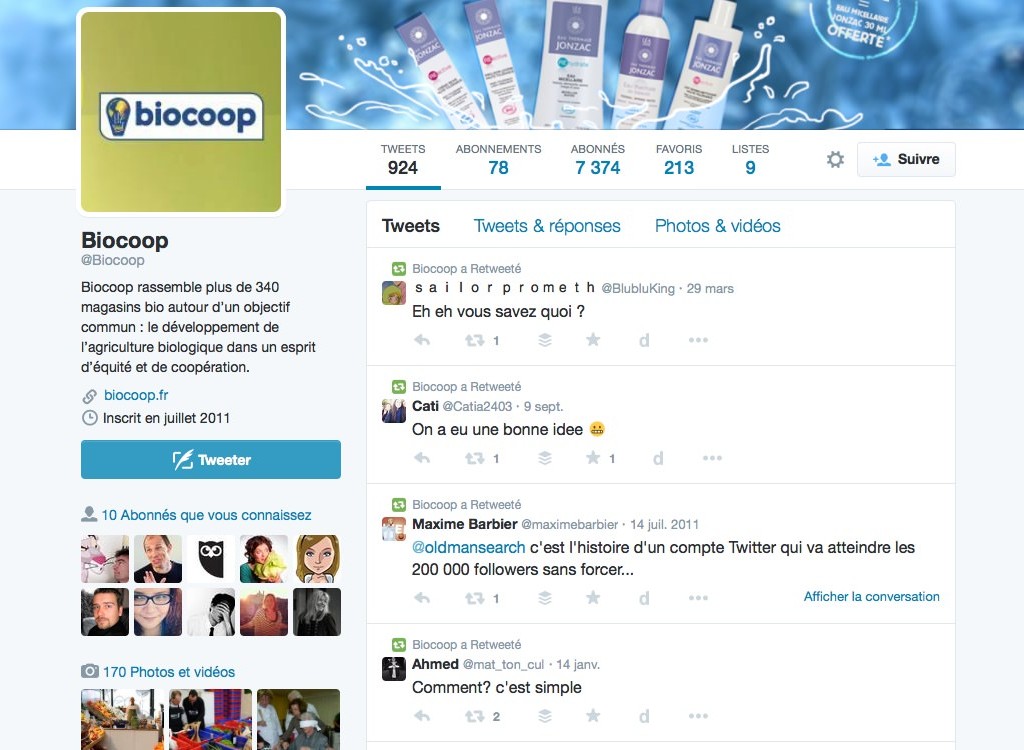 EAU THERMALE
JONZAC
EAU MICELLAIRE
EAU MICELLAIRE
JONZAC 30 ML
OFFERTE*
biocoop
TWEETS
924
ABONNEMENTS
78
ABONNÉS
7 374
FAVORIS
213
LISTES
9
Suivre
Biocoop
@Biocoop
Biocoop rassemble plus de 340
magasins bio autour d'un objectif
commun : le développement de
l'agriculture biologique dans un esprit
d'équité et de coopération.
biocoop.fr
Inscrit en juillet 2011
Tweeter
10 Abonnés que vous connaissez
170 Photos et vidéos
Tweets Tweets & réponses Photos & vidéos
Biocoop a Retweeté
s a i l o r p r o m e t h @BlubluKing · 29 mars
Eh eh vous savez quoi ?
1 d
Biocoop a Retweeté
Cati @Catia2403 · 9 sept.
On a eu une bonne idee 😬
1 1 d
Biocoop a Retweeté
Maxime Barbier @maximebarbier · 14 juil. 2011
@oldmansearch c'est l'histoire d'un compte Twitter qui va atteindre les
200 000 followers sans forcer...
1 d Afficher la conversation
Biocoop a Retweeté
Ahmed @mat_ton_cul · 14 janv.
Comment? c'est simple
2 d